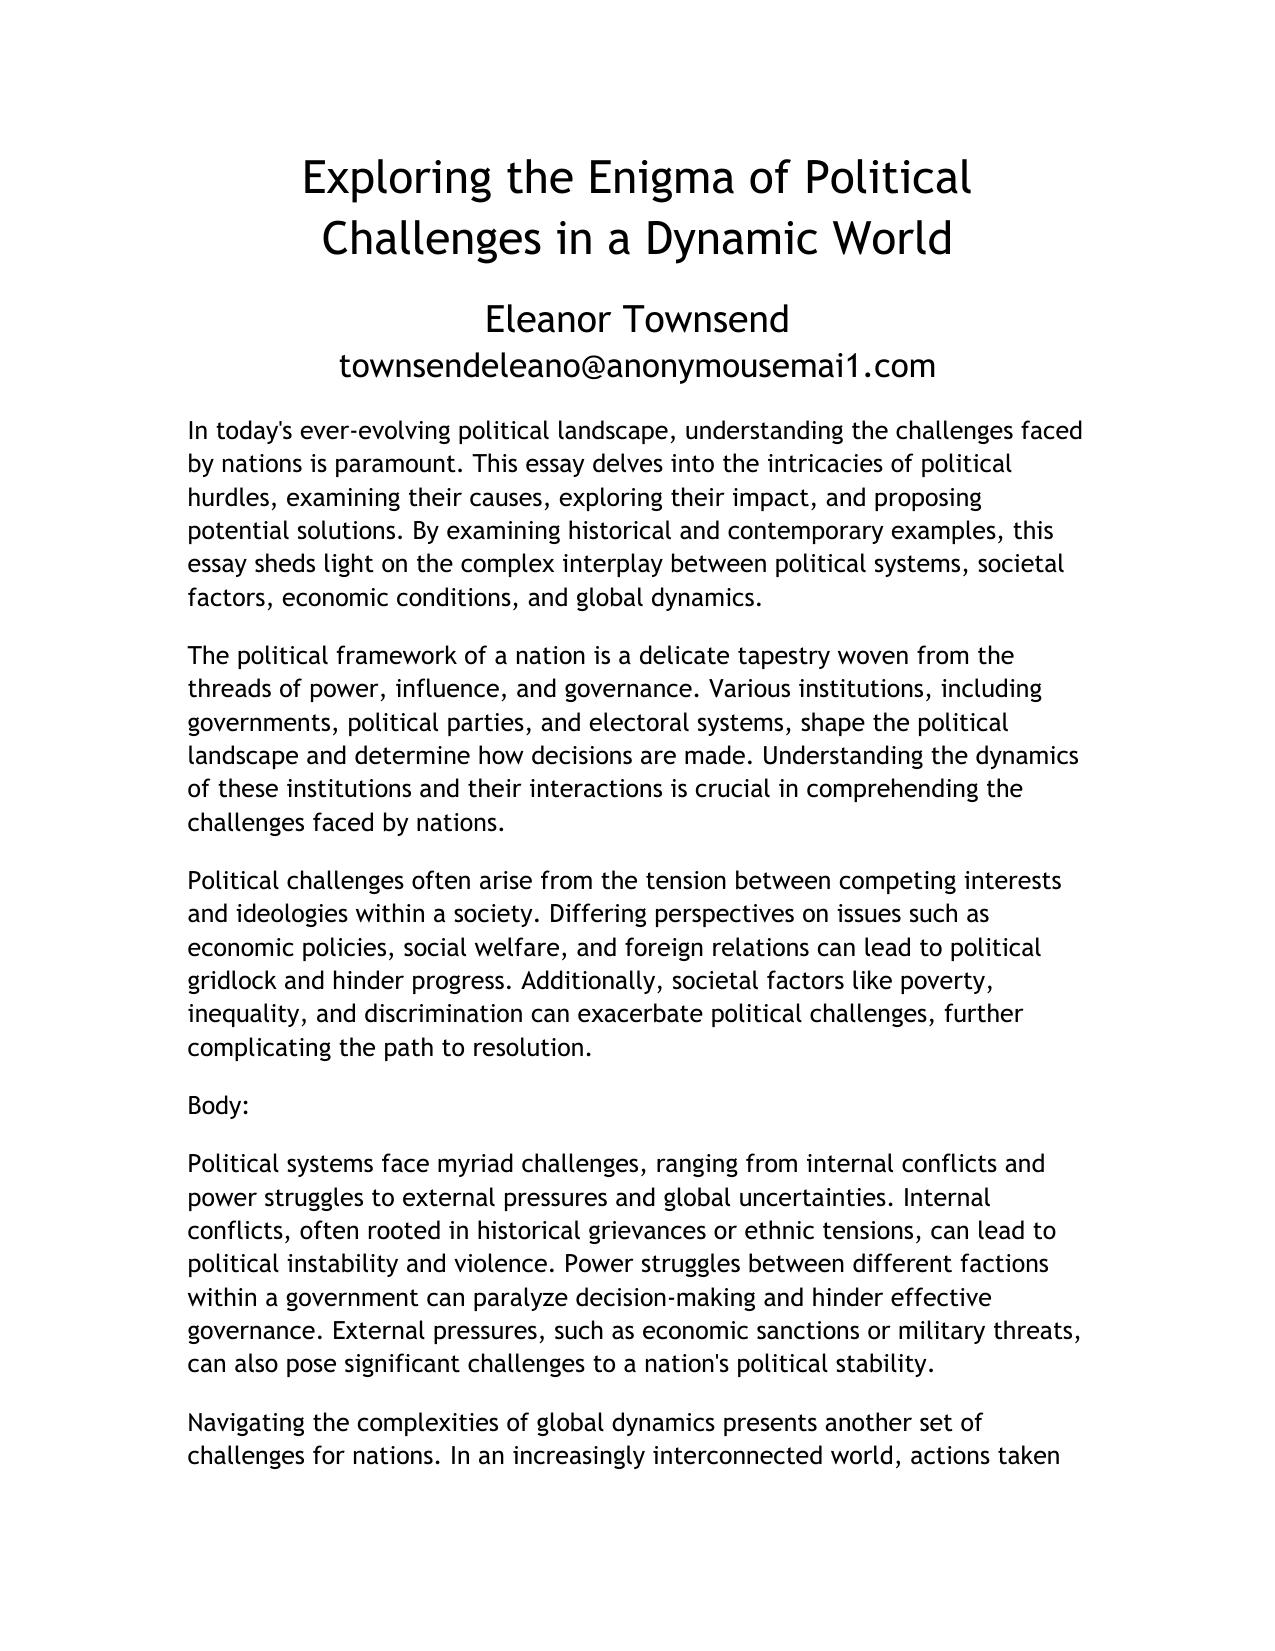 Exploring the Enigma of Political
Challenges in a Dynamic World
Eleanor Townsend
townsendeleano@anonymousemai1.com
In today's ever-evolving political landscape, understanding the challenges faced
by nations is paramount. This essay delves into the intricacies of political
hurdles, examining their causes, exploring their impact, and proposing
potential solutions. By examining historical and contemporary examples, this
essay sheds light on the complex interplay between political systems, societal
factors, economic conditions, and global dynamics.
The political framework of a nation is a delicate tapestry woven from the
threads of power, influence, and governance. Various institutions, including
governments, political parties, and electoral systems, shape the political
landscape and determine how decisions are made. Understanding the dynamics
of these institutions and their interactions is crucial in comprehending the
challenges faced by nations.
Political challenges often arise from the tension between competing interests
and ideologies within a society. Differing perspectives on issues such as
economic policies, social welfare, and foreign relations can lead to political
gridlock and hinder progress. Additionally, societal factors like poverty,
inequality, and discrimination can exacerbate political challenges, further
complicating the path to resolution.
Body:
Political systems face myriad challenges, ranging from internal conflicts and
power struggles to external pressures and global uncertainties. Internal
conflicts, often rooted in historical grievances or ethnic tensions, can lead to
political instability and violence. Power struggles between different factions
within a government can paralyze decision-making and hinder effective
governance. External pressures, such as economic sanctions or military threats,
can also pose significant challenges to a nation's political stability.
Navigating the complexities of global dynamics presents another set of
challenges for nations. In an increasingly interconnected world, actions taken